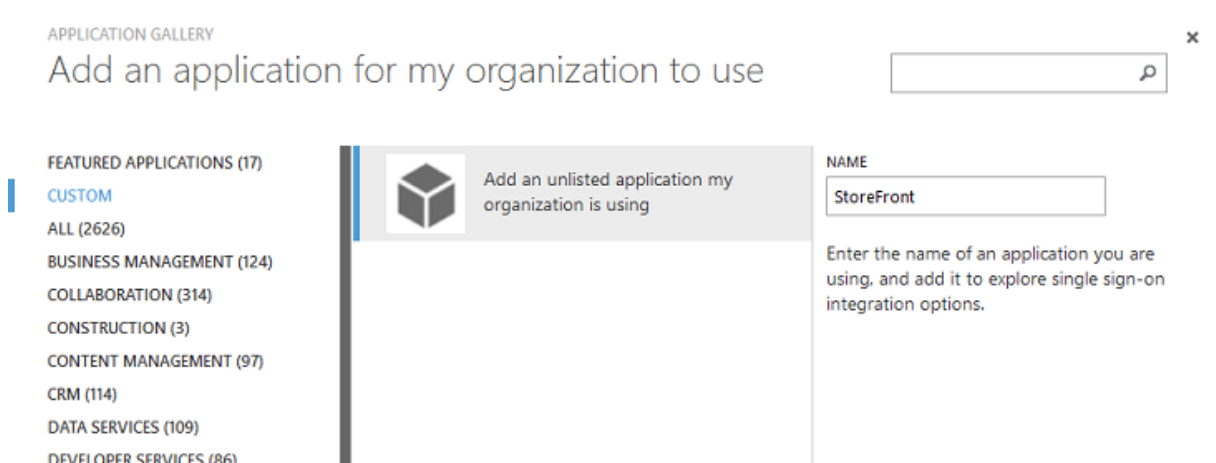 APPLICATION GALLERY
Add an application for my organization to use
FEATURED APPLICATIONS (17)
CUSTOM
ALL (2626)
BUSINESS MANAGEMENT (124)
COLLABORATION (314)
CONSTRUCTION (3)
CONTENT MANAGEMENT (97)
CRM (114)
DATA SERVICES (109)
DEVELOPER SERVICES (86)
Add an unlisted application my
organization is using
NAME
StoreFront
Enter the name of an application you are
using, and add it to explore single sign-on
integration options.